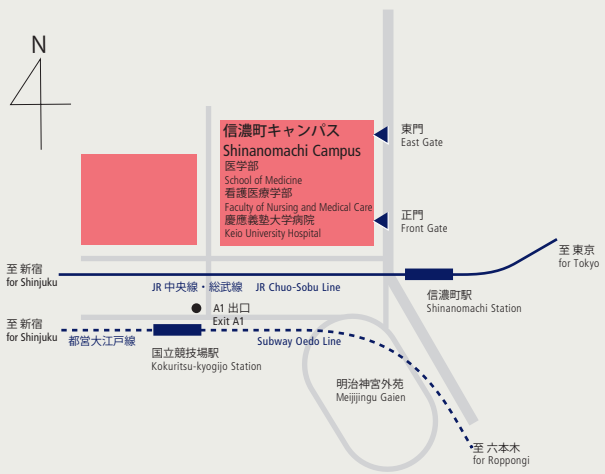 N
信濃町キャンパス
Shinanomachi Campus
医学部
School of Medicine
看護医療学部
Faculty of Nursing and Medical Care
慶應義塾大学病院
Keio University Hospital
東門
East Gate
正門
Front Gate
至 東京
for Tokyo
至 新宿
for Shinjuku
JR 中央線・総武線 JR Chuo-Sobu Line
信濃町駅
Shinanomachi Station
A1 出口
Exit A1
至 新宿
for Shinjuku
都営大江戸線
Subway Oedo Line
国立競技場駅
Kokuritsu-kyogijo Station
明治神宮外苑
Meijijingu Gaien
至 六本木
for Roppongi